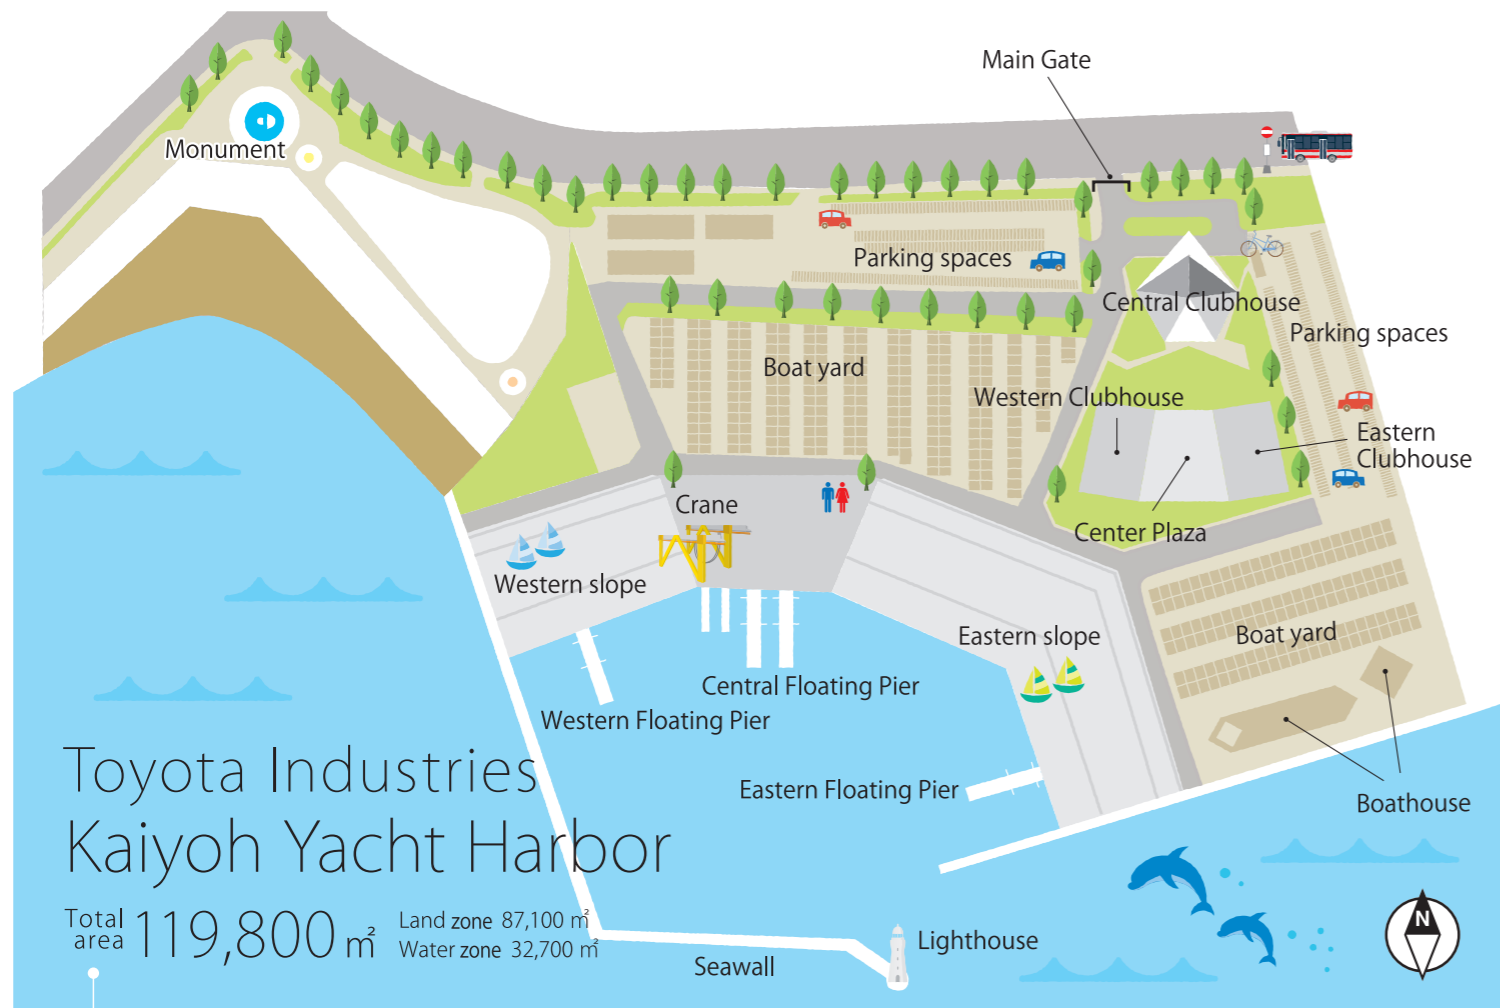 Main Gate
Monument
Parking spaces
Central Clubhouse
Parking spaces
Boat yard
Western Clubhouse
Eastern
Clubhouse
Crane
Center Plaza
Western slope
Eastern slope
Boat yard
Central Floating Pier
Western Floating Pier
Eastern Floating Pier
Boathouse
Toyota Industries
Kaiyoh Yacht Harbor
Total
area
119,800 ㎡
Land zone 87,100 ㎡
Water zone 32,700 ㎡
Lighthouse
Seawall
N